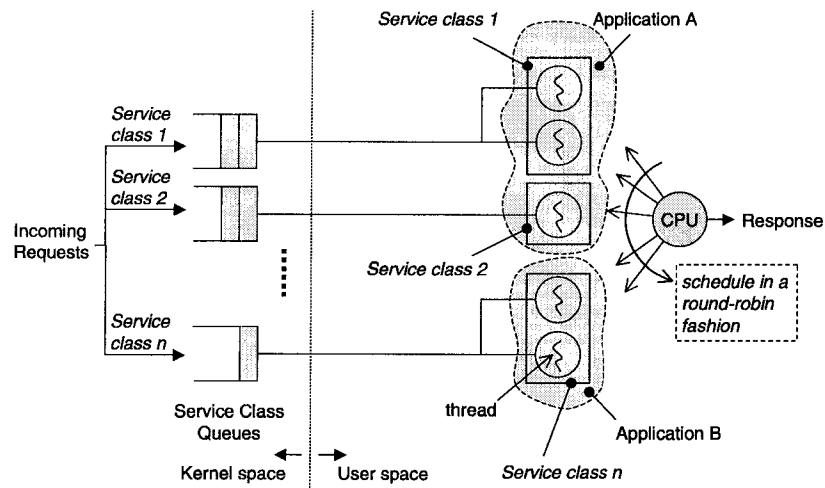 Service class 1
Application A
Service
class 1
Service
class 2
Incoming
Requests
CPU
Response
Service class 2
schedule in a
round-robin
fashion
Service
class n
thread
Service Class
Queues
Application B
Kernel space
User space
Service class n